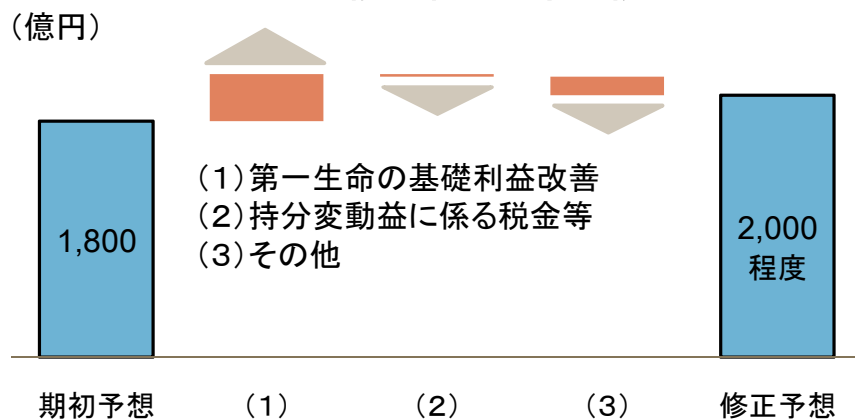 （億円）
（1）第一生命の基礎利益改善
（2）持分変動益に係る税金等
（3）その他
1,800
2,000
程度
期初予想 （1） （2） （3） 修正予想